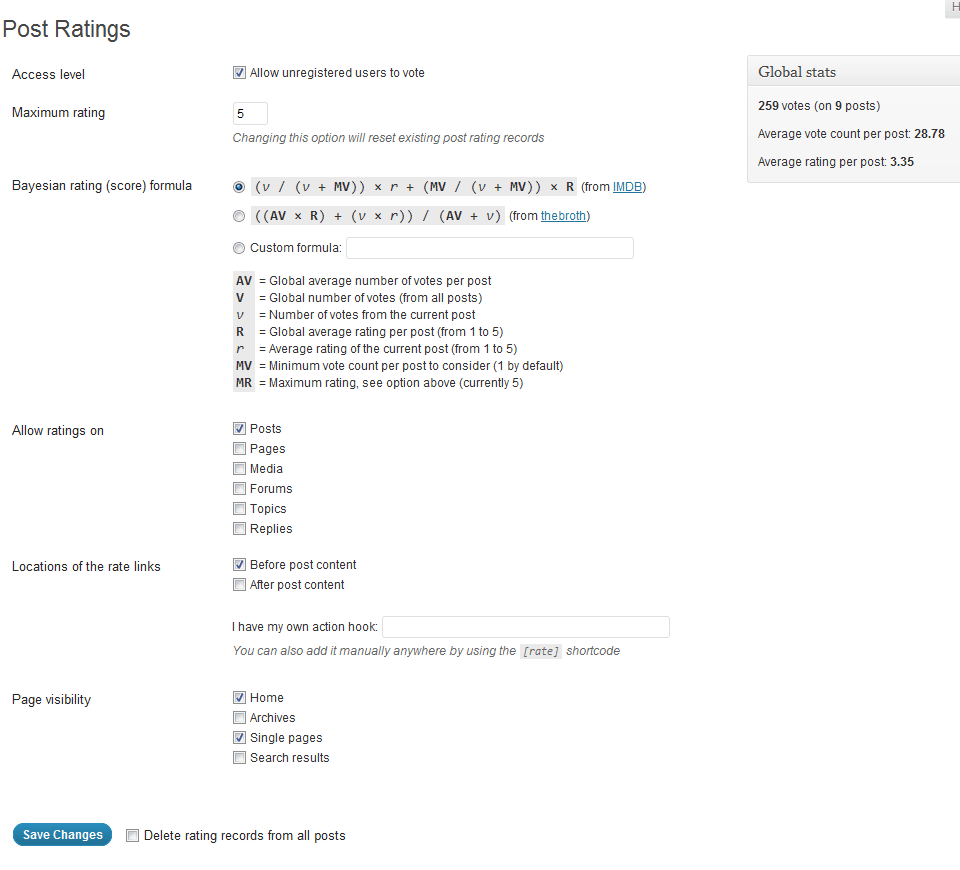 H
Post Ratings
Access level
Allow unregistered users to vote
Maximum rating
5
Changing this option will reset existing post rating records
Bayesian rating (score) formula
(v / (v + MV)) × r + (MV / (v + MV)) × R (from IMDB)
((AV × R) + (v × r)) / (AV + v) (from thebroth)
Custom formula:
AV = Global average number of votes per post
V = Global number of votes (from all posts)
v = Number of votes from the current post
R = Global average rating per post (from 1 to 5)
r = Average rating of the current post (from 1 to 5)
MV = Minimum vote count per post to consider (1 by default)
MR = Maximum rating, see option above (currently 5)
Allow ratings on
Posts
Pages
Media
Forums
Topics
Replies
Locations of the rate links
Before post content
After post content
I have my own action hook:
You can also add it manually anywhere by using the [rate] shortcode
Page visibility
Home
Archives
Single pages
Search results
Save Changes
Delete rating records from all posts
Global stats
259 votes (on 9 posts)
Average vote count per post: 28.78
Average rating per post: 3.35